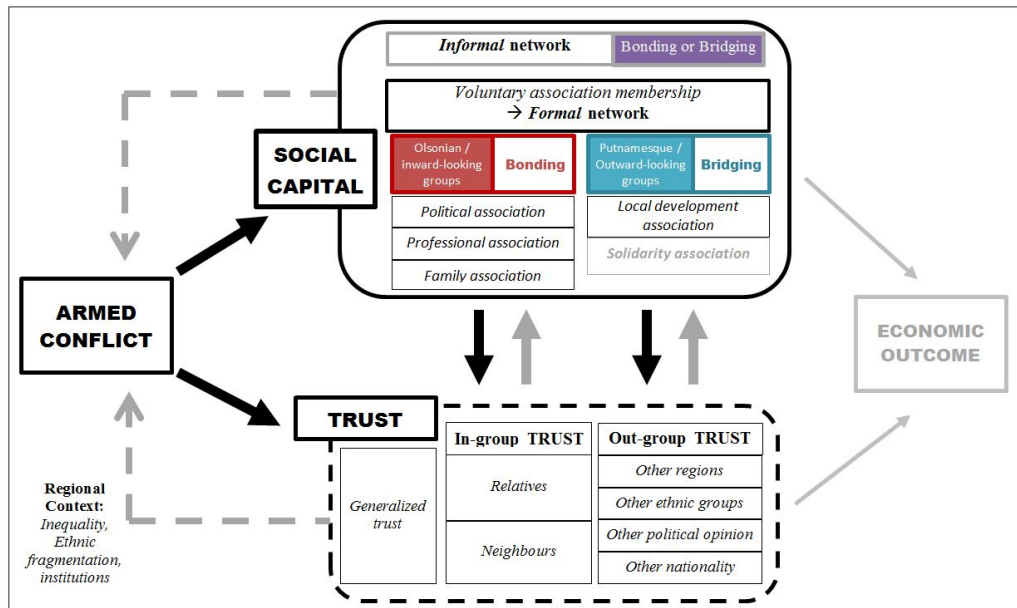 Informal network
Bonding or Bridging
Voluntary association membership
→ Formal network
SOCIAL
CAPITAL
Olsonian /
inward-looking
groups
Bonding
Putnamesque /
Outward-looking
groups
Bridging
Political association
Professional association
Family association
Local development
association
Solidarity association
ARMED
CONFLICT
ECONOMIC
OUTCOME
TRUST
Generalized
trust
In-group TRUST
Relatives
Neighbours
Out-group TRUST
Other regions
Other ethnic groups
Other political opinion
Other nationality
Regional
Context:
Inequality,
Ethnic
fragmentation,
institutions